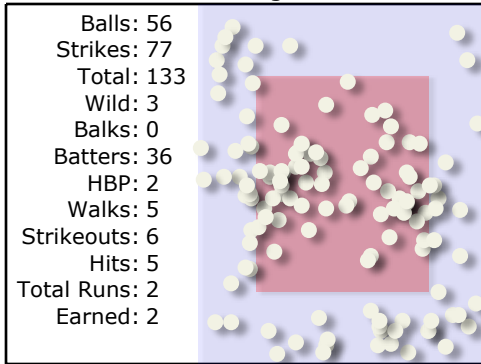 Balls: 56
Strikes: 77
Total: 133
Wild: 3
Balks: 0
Batters: 36
HBP: 2
Walks: 5
Strikeouts: 6
Hits: 5
Total Runs: 2
Earned: 2